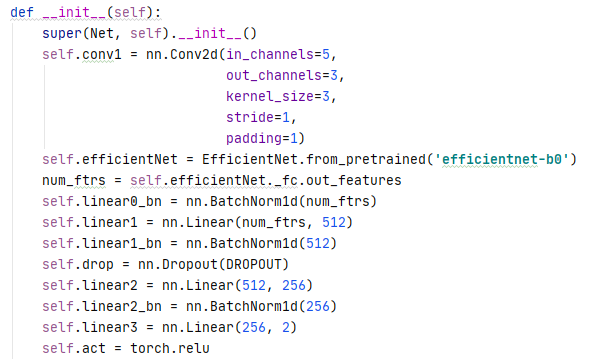 def __init__(self):
    super(Net, self).__init__()
    self.conv1 = nn.Conv2d(in_channels=5,
                           out_channels=3,
                           kernel_size=3,
                           stride=1,
                           padding=1)
    self.efficientNet = EfficientNet.from_pretrained('efficientnet-b0')
    num_ftrs = self.efficientNet._fc.out_features
    self.linear0_bn = nn.BatchNorm1d(num_ftrs)
    self.linear1 = nn.Linear(num_ftrs, 512)
    self.linear1_bn = nn.BatchNorm1d(512)
    self.drop = nn.Dropout(DROPOUT)
    self.linear2 = nn.Linear(512, 256)
    self.linear2_bn = nn.BatchNorm1d(256)
    self.linear3 = nn.Linear(256, 2)
    self.act = torch.relu